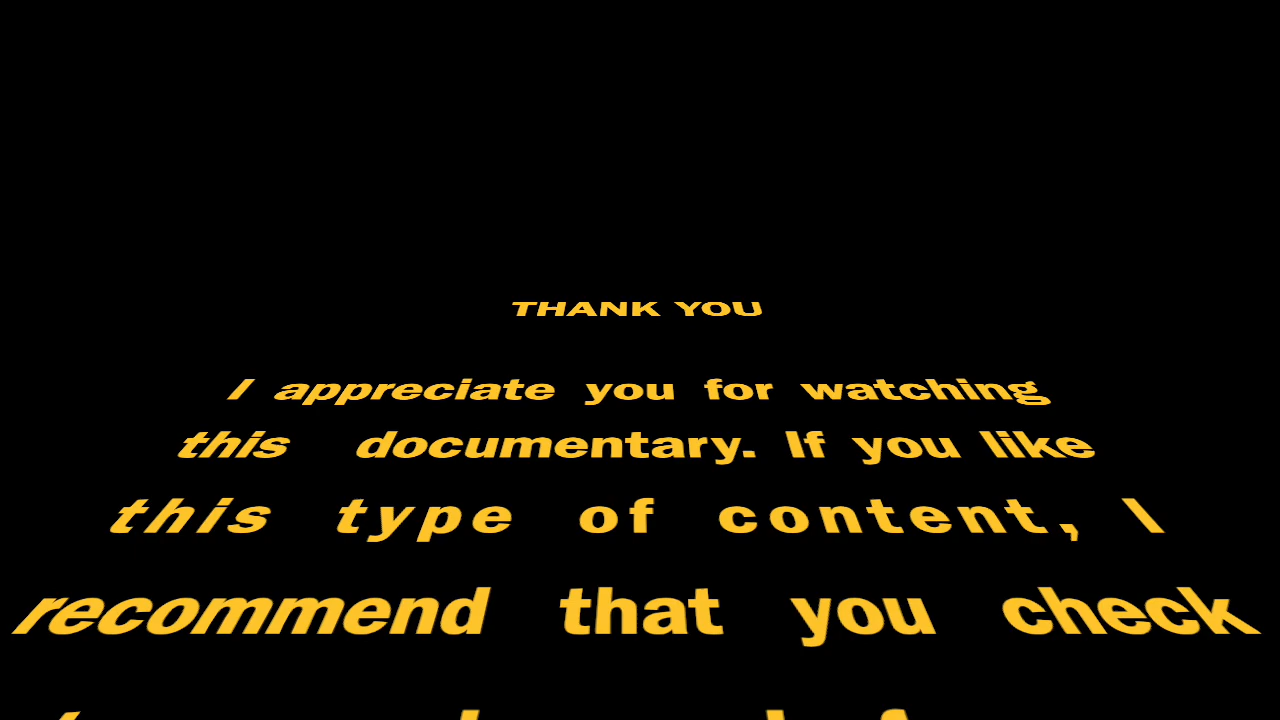 THANK YOU
I appreciate you for watching
this documentary. If you like
this type of content, I
recommend that you check